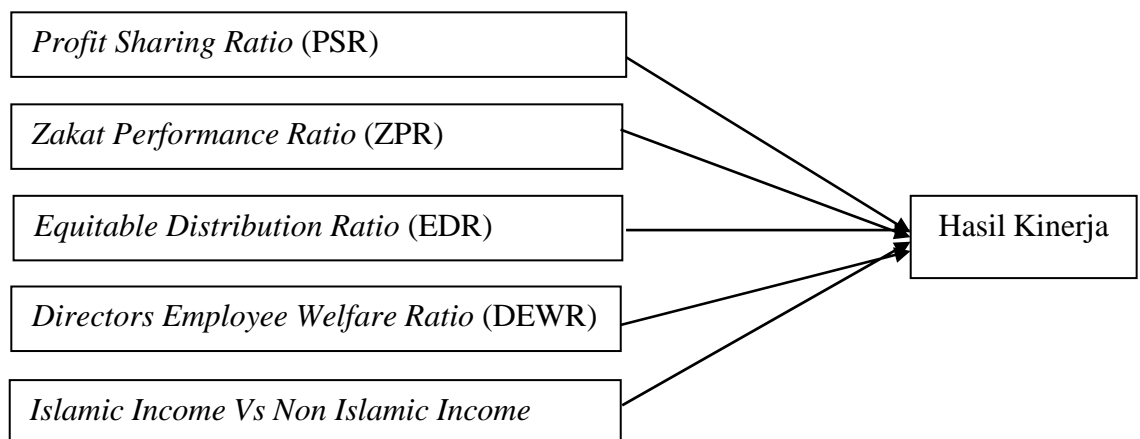 Profit Sharing Ratio (PSR)
Zakat Performance Ratio (ZPR)
Equitable Distribution Ratio (EDR)
Hasil Kinerja
Directors Employee Welfare Ratio (DEWR)
Islamic Income Vs Non Islamic Income